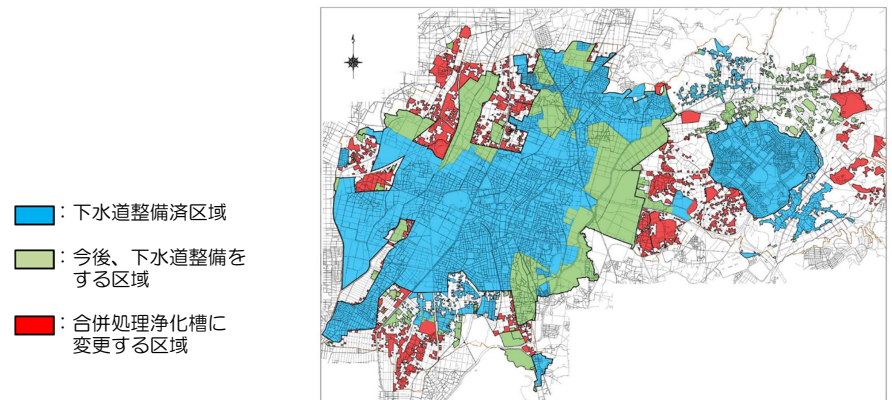 ：下水道整備済区域
：今後、下水道整備を
する区域
：合併処理浄化槽に
変更する区域